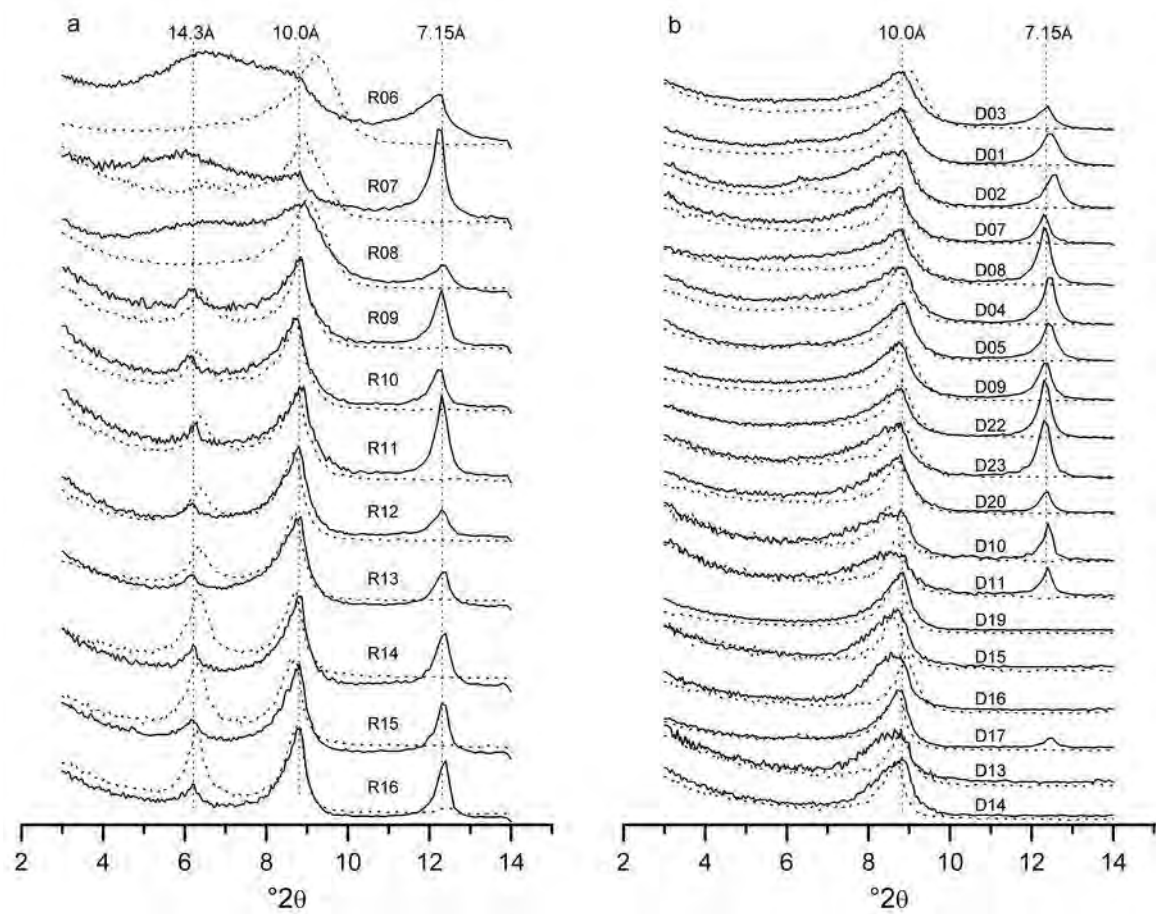 a
14.3Å 10.0Å 7.15Å
R06
R07
R08
R09
R10
R11
R12
R13
R14
R15
R16
2 4 6 8 10 12 14
°2θ
b
10.0Å 7.15Å
D03
D01
D02
D07
D08
D04
D05
D09
D22
D23
D20
D10
D11
D19
D15
D16
D17
D13
D14
2 4 6 8 10 12 14
°2θ